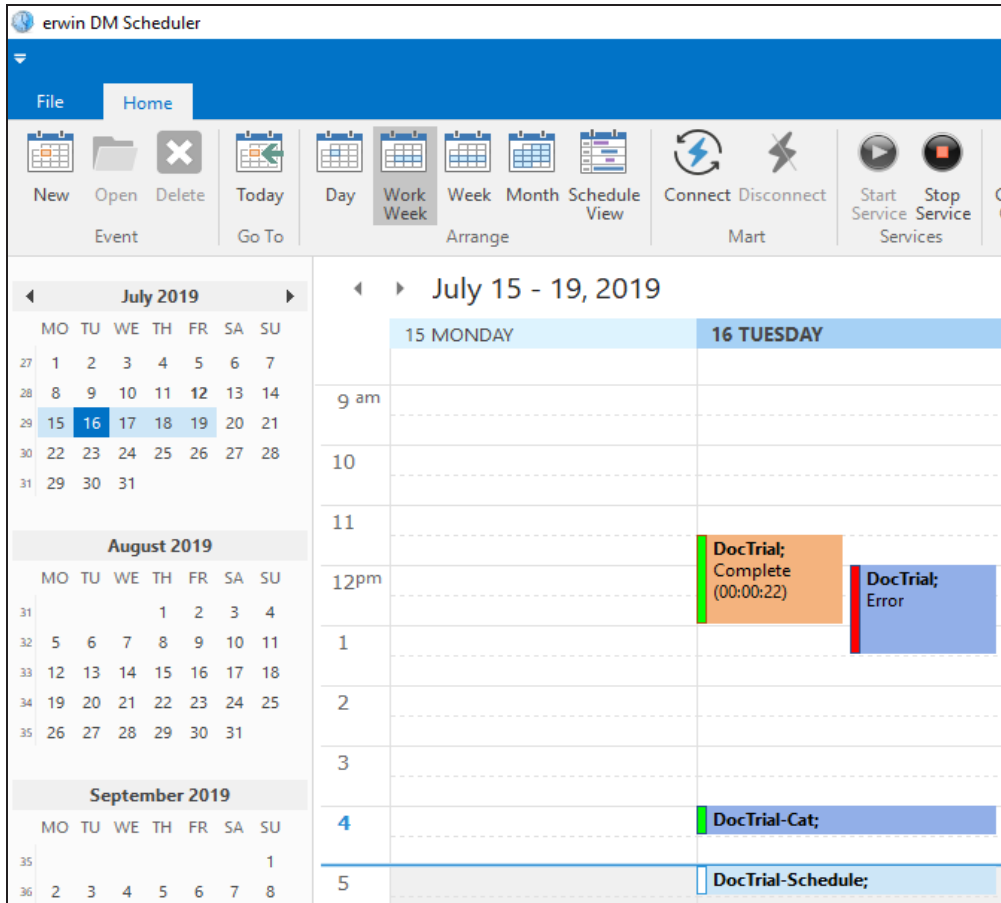 erwin DM Scheduler
File Home
New Open Delete Today Day Work Week Week Month Schedule View Connect Disconnect Start Service Stop Service
Event Go To Arrange Mart Services
July 2019
MO TU WE TH FR SA SU
27 1 2 3 4 5 6 7
28 8 9 10 11 12 13 14
29 15 16 17 18 19 20 21
30 22 23 24 25 26 27 28
31 29 30 31
August 2019
MO TU WE TH FR SA SU
31 1 2 3 4
32 5 6 7 8 9 10 11
33 12 13 14 15 16 17 18
34 19 20 21 22 23 24 25
35 26 27 28 29 30 31
September 2019
MO TU WE TH FR SA SU
35 1
36 2 3 4 5 6 7 8
July 15 - 19, 2019
15 MONDAY 16 TUESDAY
9 am
10
11
DocTrial;
Complete
(00:00:22)
DocTrial;
Error
12pm
1
2
3
4 DocTrial-Cat;
5 DocTrial-Schedule;